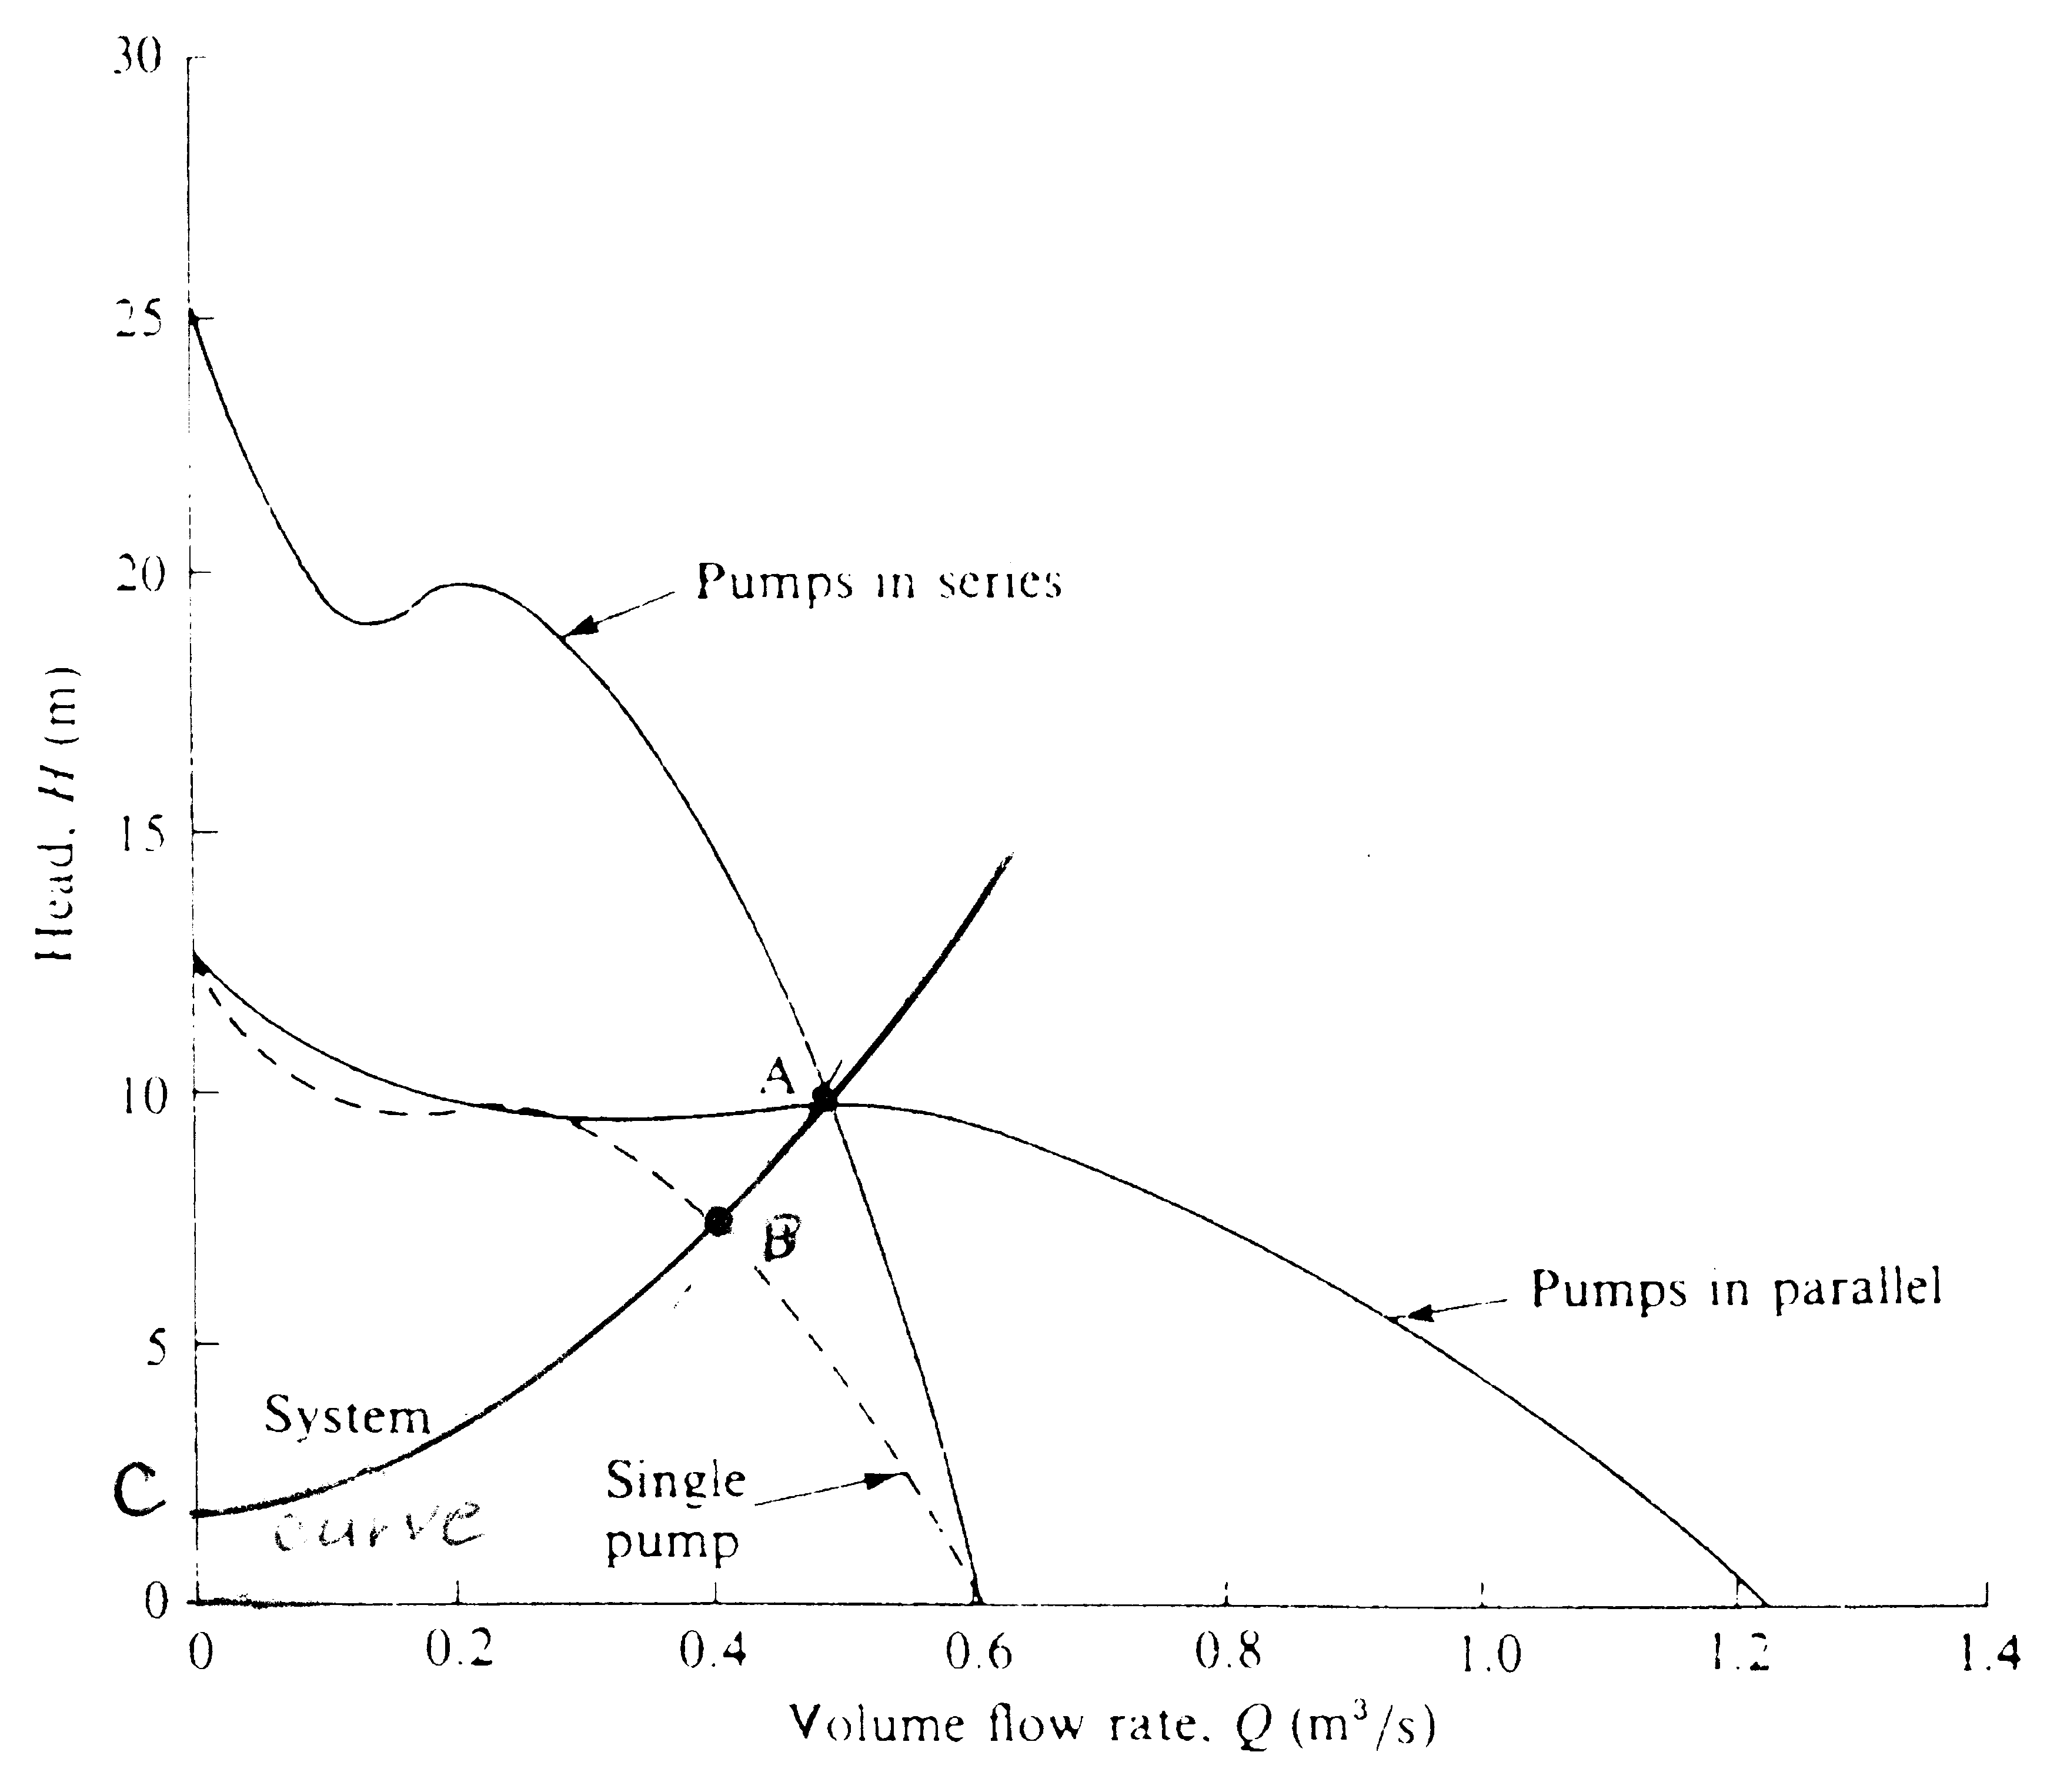 30
25
20
15
10
5
0
Head, H (m)
Pumps in series
A
B
Pumps in parallel
System
curve
C
Single
pump
0 0.2 0.4 0.6 0.8 1.0 1.2 1.4
Volume flow rate, Q (m³/s)